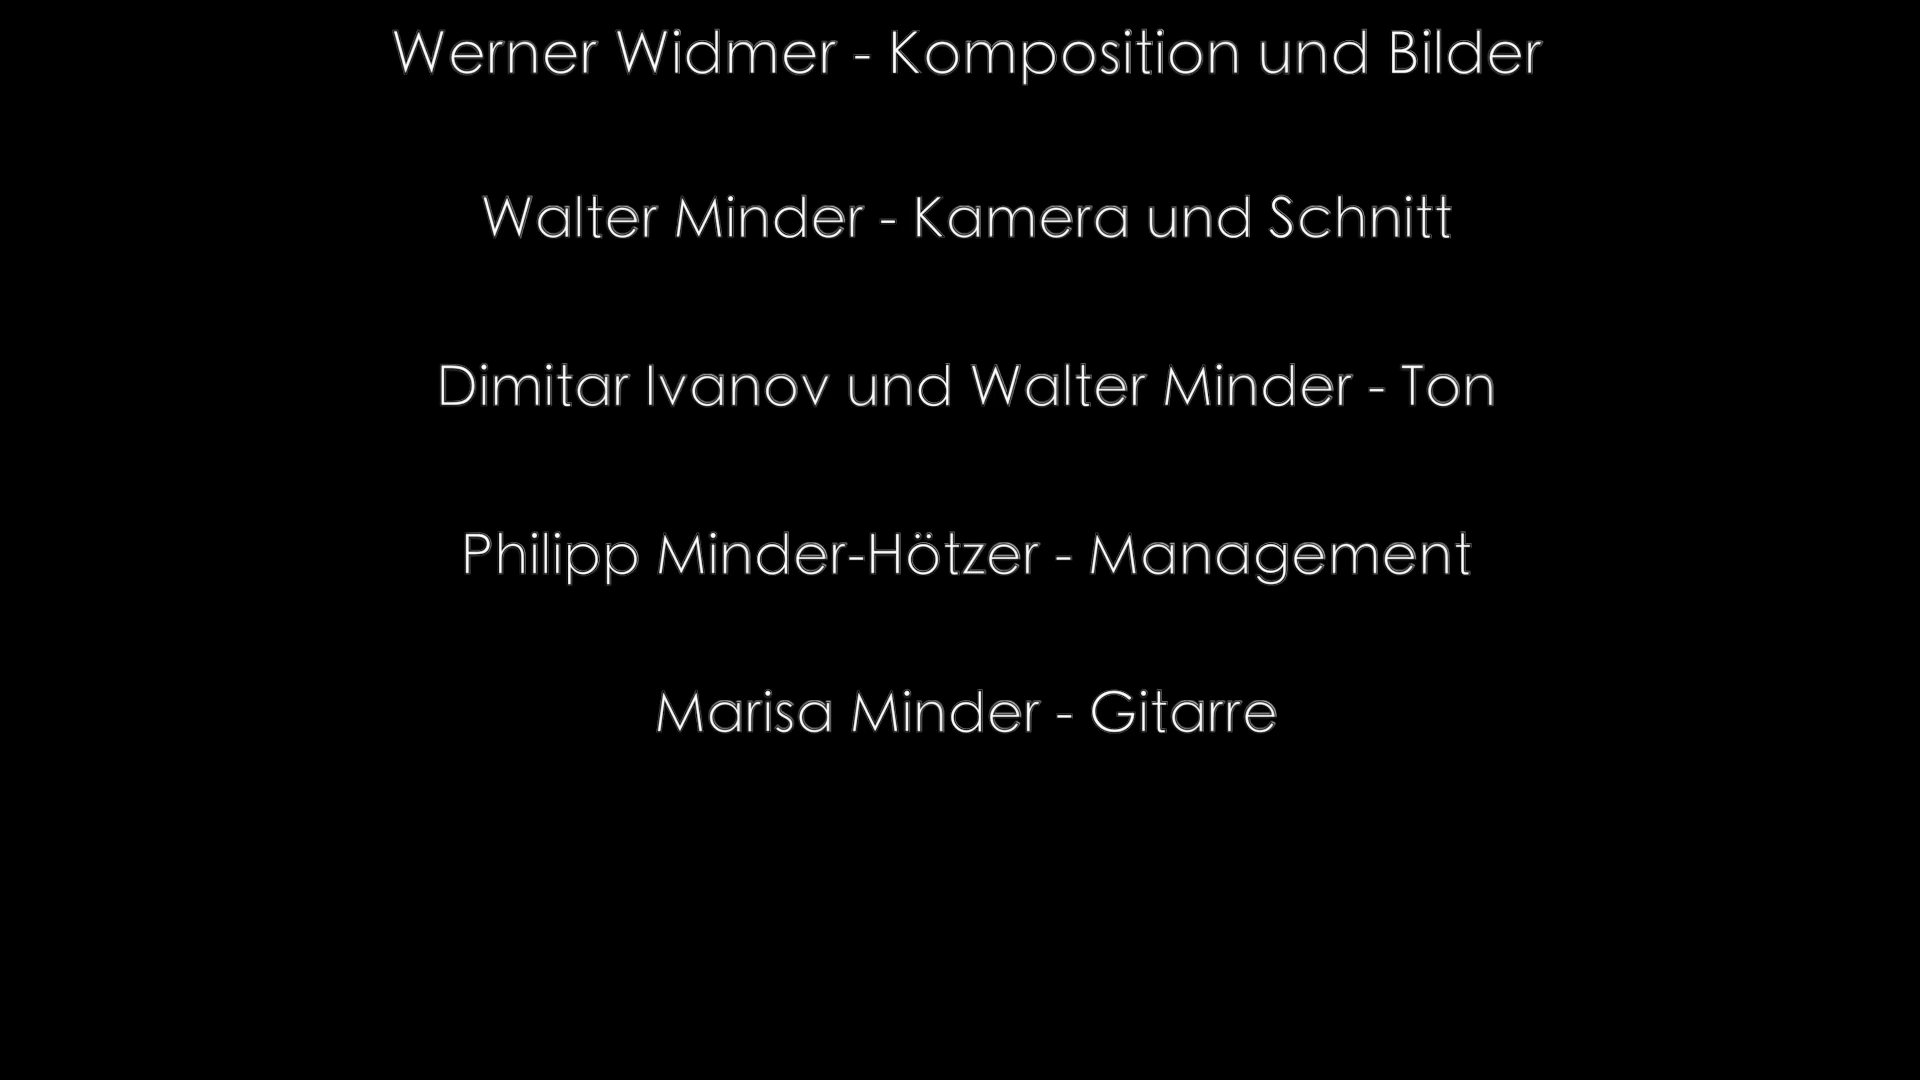 Werner Widmer - Komposition und Bilder
Walter Minder - Kamera und Schnitt
Dimitar Ivanov und Walter Minder - Ton
Philipp Minder-Hötzer - Management
Marisa Minder - Gitarre